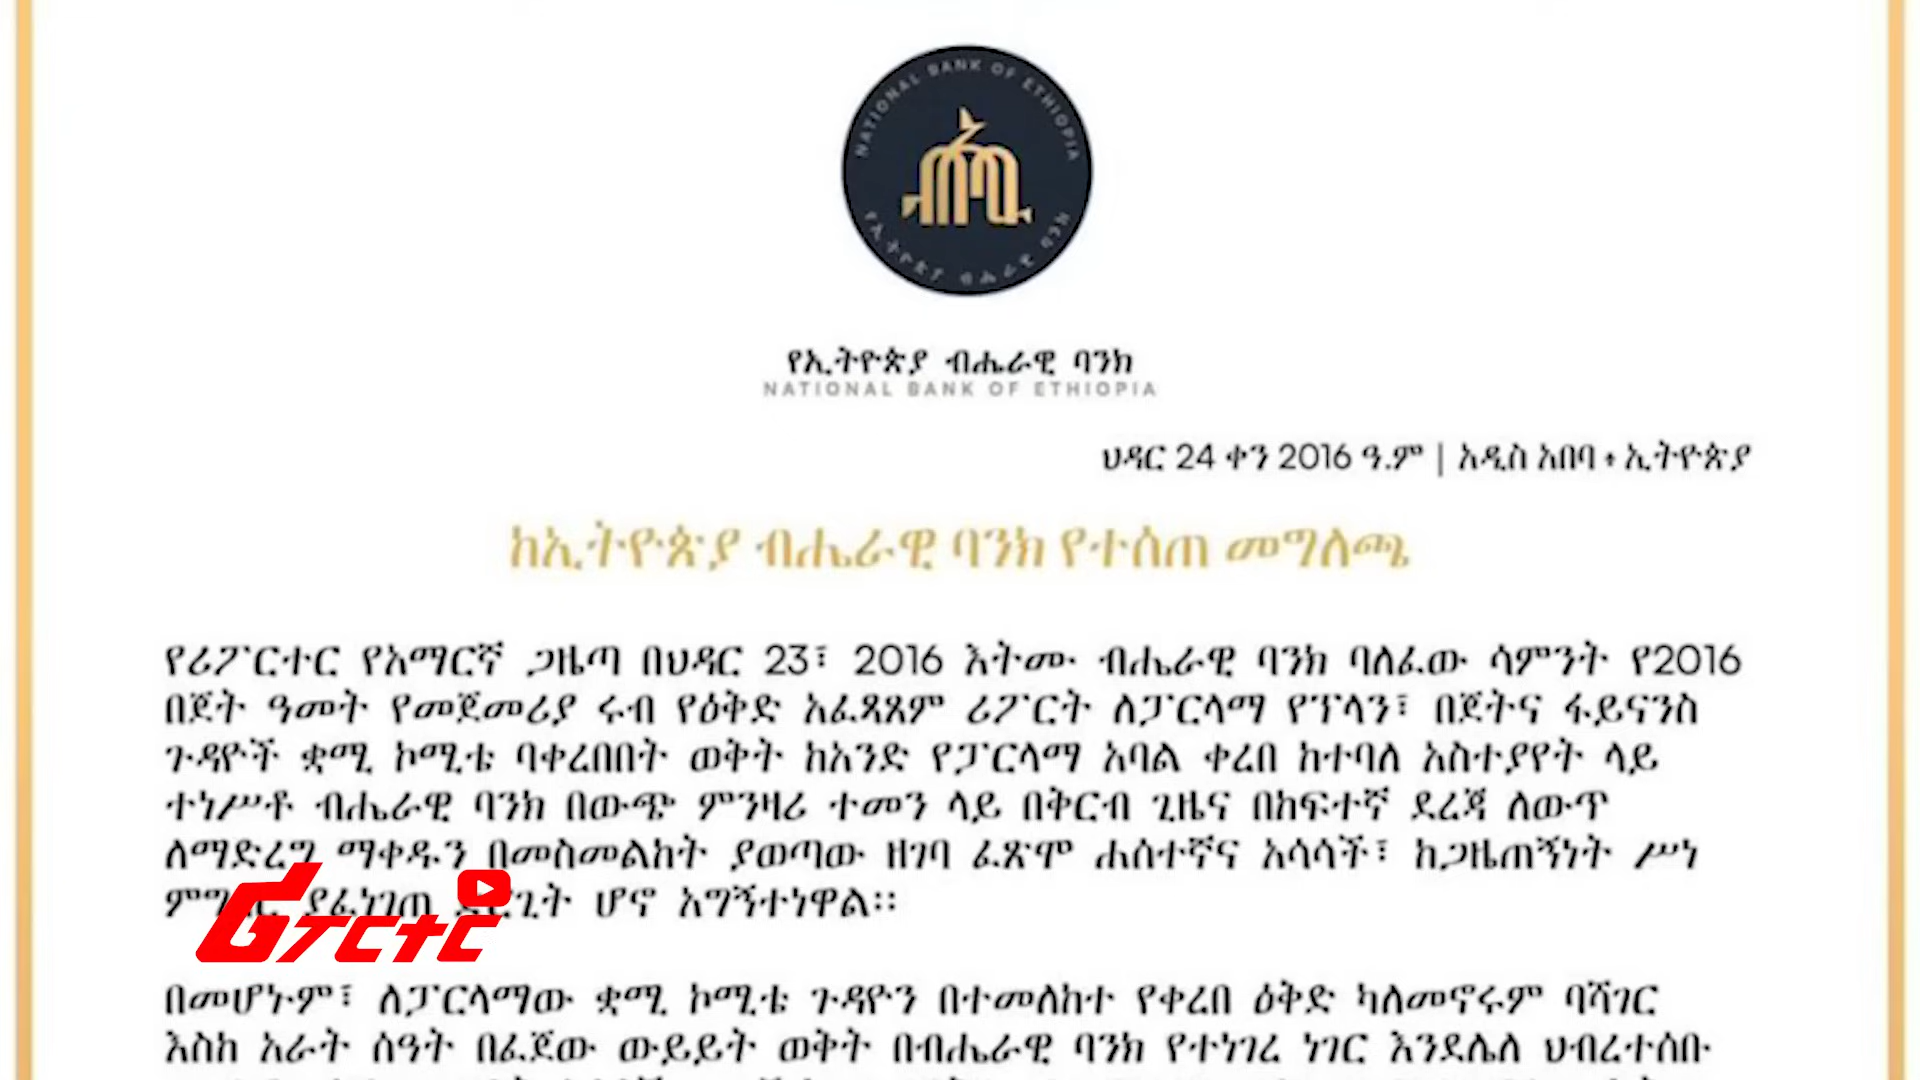 NATIONAL BANK OF ETHIOPIA
የኢትዮጵያ ብሔራዊ ባንክ
የኢትዮጵያ ብሔራዊ ባንክ
NATIONAL BANK OF ETHIOPIA
ህዳር 24 ቀን 2016 ዓ.ም | አዲስ አበባ • ኢትዮጵያ
ከኢትዮጵያ ብሔራዊ ባንክ የተሰጠ መግለጫ
የሪፖርተር የአማርኛ ጋዜጣ በህዳር 23፣ 2016 እትሙ ብሔራዊ ባንክ ባለፈው ሳምንት የ2016
በጀት ዓመት የመጀመሪያ ሩብ የዕቅድ አፈጻጸም ሪፖርት ለፓርላማ የፕላን፣ በጀትና ፋይናንስ
ጉዳዮች ቋሚ ኮሚቴ ባቀረበበት ወቅት ከአንድ የፓርላማ አባል ቀረበ ከተባለ አስተያየት ላይ
ተነሥቶ ብሔራዊ ባንክ በውጭ ምንዛሪ ተመን ላይ በቅርብ ጊዜና በከፍተኛ ደረጃ ለውጥ
ለማድረግ ማቀዱን በመስመልከት ያወጣው ዘገባ ፈጽሞ ሐሰተኛና አሳሳች፣ ከጋዜጠኝነት ሥነ
ያፈነገጠ ሆኖ አግኝተነዋል፡፡
በመሆኑም፣ ለፓርላማው ቋሚ ኮሚቴ ጉዳዮን በተመለከተ የቀረበ ዕቅድ ካለመኖሩም ባሻገር
እስከ አራት ሰዓት በፈጀው ውይይት ወቅት በብሔራዊ ባንክ የተነገረ ነገር እንደሌለ ህብረተሰቡ